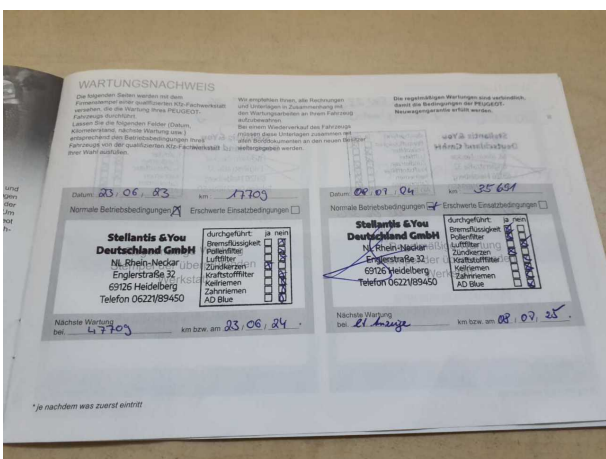 WARTUNGSNACHWEIS
Die folgenden Seiten werden mit dem
Firmenstempel einer qualifizierten Kfz-Fachwerkstatt
versehen, die die Wartung Ihres PEUGEOT-
Fahrzeugs durchführt.
Lassen Sie die folgenden Felder (Datum,
Kilometerstand, nächste Wartung usw.)
entsprechend den Betriebsbedingungen Ihres
Fahrzeugs von der qualifizierten Kfz-Fachwerkstatt
Ihrer Wahl ausfüllen.
Wir empfehlen Ihnen, alle Rechnungen
und Unterlagen in Zusammenhang mit
den Wartungsarbeiten an Ihrem Fahrzeug
aufzubewahren.
Bei einem Wiederverkauf des Fahrzeugs
müssen diese Unterlagen zusammen mit
den Borddokumenten an den neuen Besitzer
weitergegeben werden.
Die regelmäßigen Wartungen sind verbindlich,
damit die Bedingungen der PEUGEOT-
Neuwagengarantie erfüllt werden.
Datum: 23, 06, 23 km 17709
Normale Betriebsbedingungen Erschwerte Einsatzbedingungen
Stellantis &You
Deutschland GmbH
NL Rhein-Neckar
Englerstraße 32
69126 Heidelberg
Telefon 06221/89450
durchgeführt: ja nein
Bremsflüssigkeit
Pollenfilter
Luftfilter
Zündkerzen
Kraftstofffilter
Keilriemen
Zahnriemen
AD Blue
Nächste Wartung
bei 47709 km bzw. am 23, 06, 24.
Datum: 08, 07, 24 km 35691
Normale Betriebsbedingungen Erschwerte Einsatzbedingungen
Stellantis &You
Deutschland GmbH
NL Rhein-Neckar
Englerstraße 32
69126 Heidelberg
Telefon 06221/89450
durchgeführt: ja nein
Bremsflüssigkeit
Pollenfilter
Luftfilter
Zündkerzen
Kraftstofffilter
Keilriemen
Zahnriemen
AD Blue
Nächste Wartung
bei lt Anzeige km bzw. am 08, 07, 25.
*je nachdem was zuerst eintritt